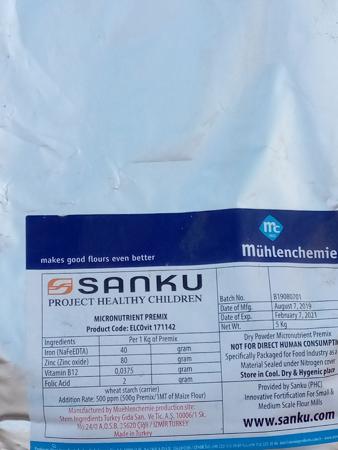 mc
makes good flours even better
Mühlenchemie
SANKU
PROJECT HEALTHY CHILDREN
MICRONUTRIENT PREMIX
Product Code: ELCOvit 171142
Ingredients Per 1 Kg of Premix
Iron (NaFeEDTA) 40 gram
Zinc (Zinc oxide) 80 gram
Vitamin B12 0,0375 gram
Folic Acid 2 gram
wheat starch (carrier)
Addition Rate: 500 ppm (500g Premix/1MT of Maize Flour)
Manufactured by Muehlenchemie production site:
Stern Ingredients Turkey Gıda San. Ve Tic. A.Ş. 10006/1 Sk.
No:24/0 A.O.S.B. 35620 Çiğli / İZMİR TURKEY
Made in Turkey
Batch No. B19080701
Date of Mfg. August 7, 2019
Date of Exp. February 7, 2021
Net Wt. 5 Kg
Dry Powder Micronutrient Premix
NOT FOR DIRECT HUMAN CONSUMPTION
Specifically Packaged for Food Industry as a
Material Sealed under Nitrogen cover
Store in Cool, Dry & Hygienic place
Provided by Sanku (PHC)
Innovative Fortification For Small &
Medium Scale Flour Mills
www.sanku.com